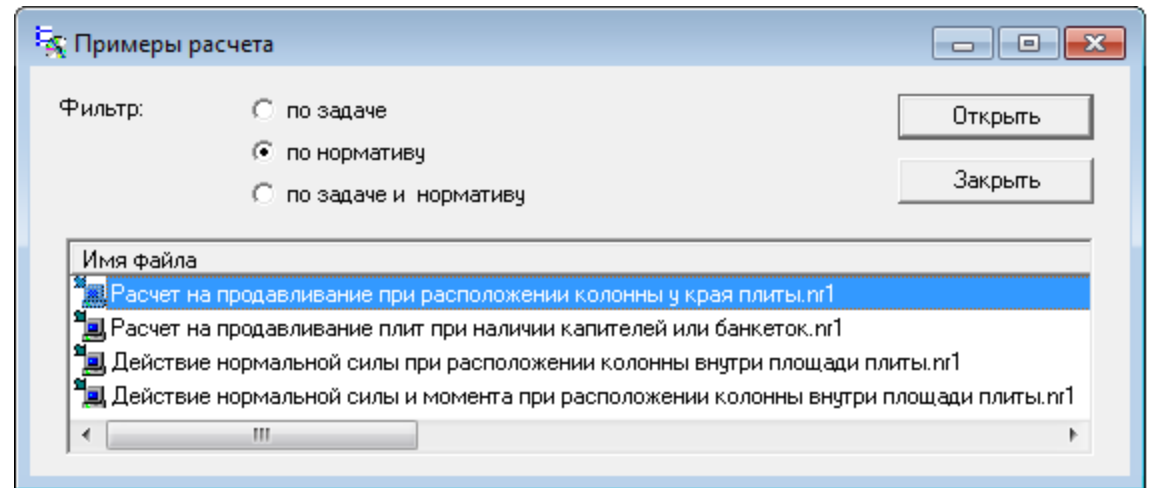 Примеры расчета
Фильтр:
по задаче
по нормативу
по задаче и нормативу
Открыть
Закрыть
Имя файла
Расчет на продавливание при расположении колонны у края плиты.nr1
Расчет на продавливание плит при наличии капителей или банкеток.nr1
Действие нормальной силы при расположении колонны внутри площади плиты.nr1
Действие нормальной силы и момента при расположении колонны внутри площади плиты.nr1